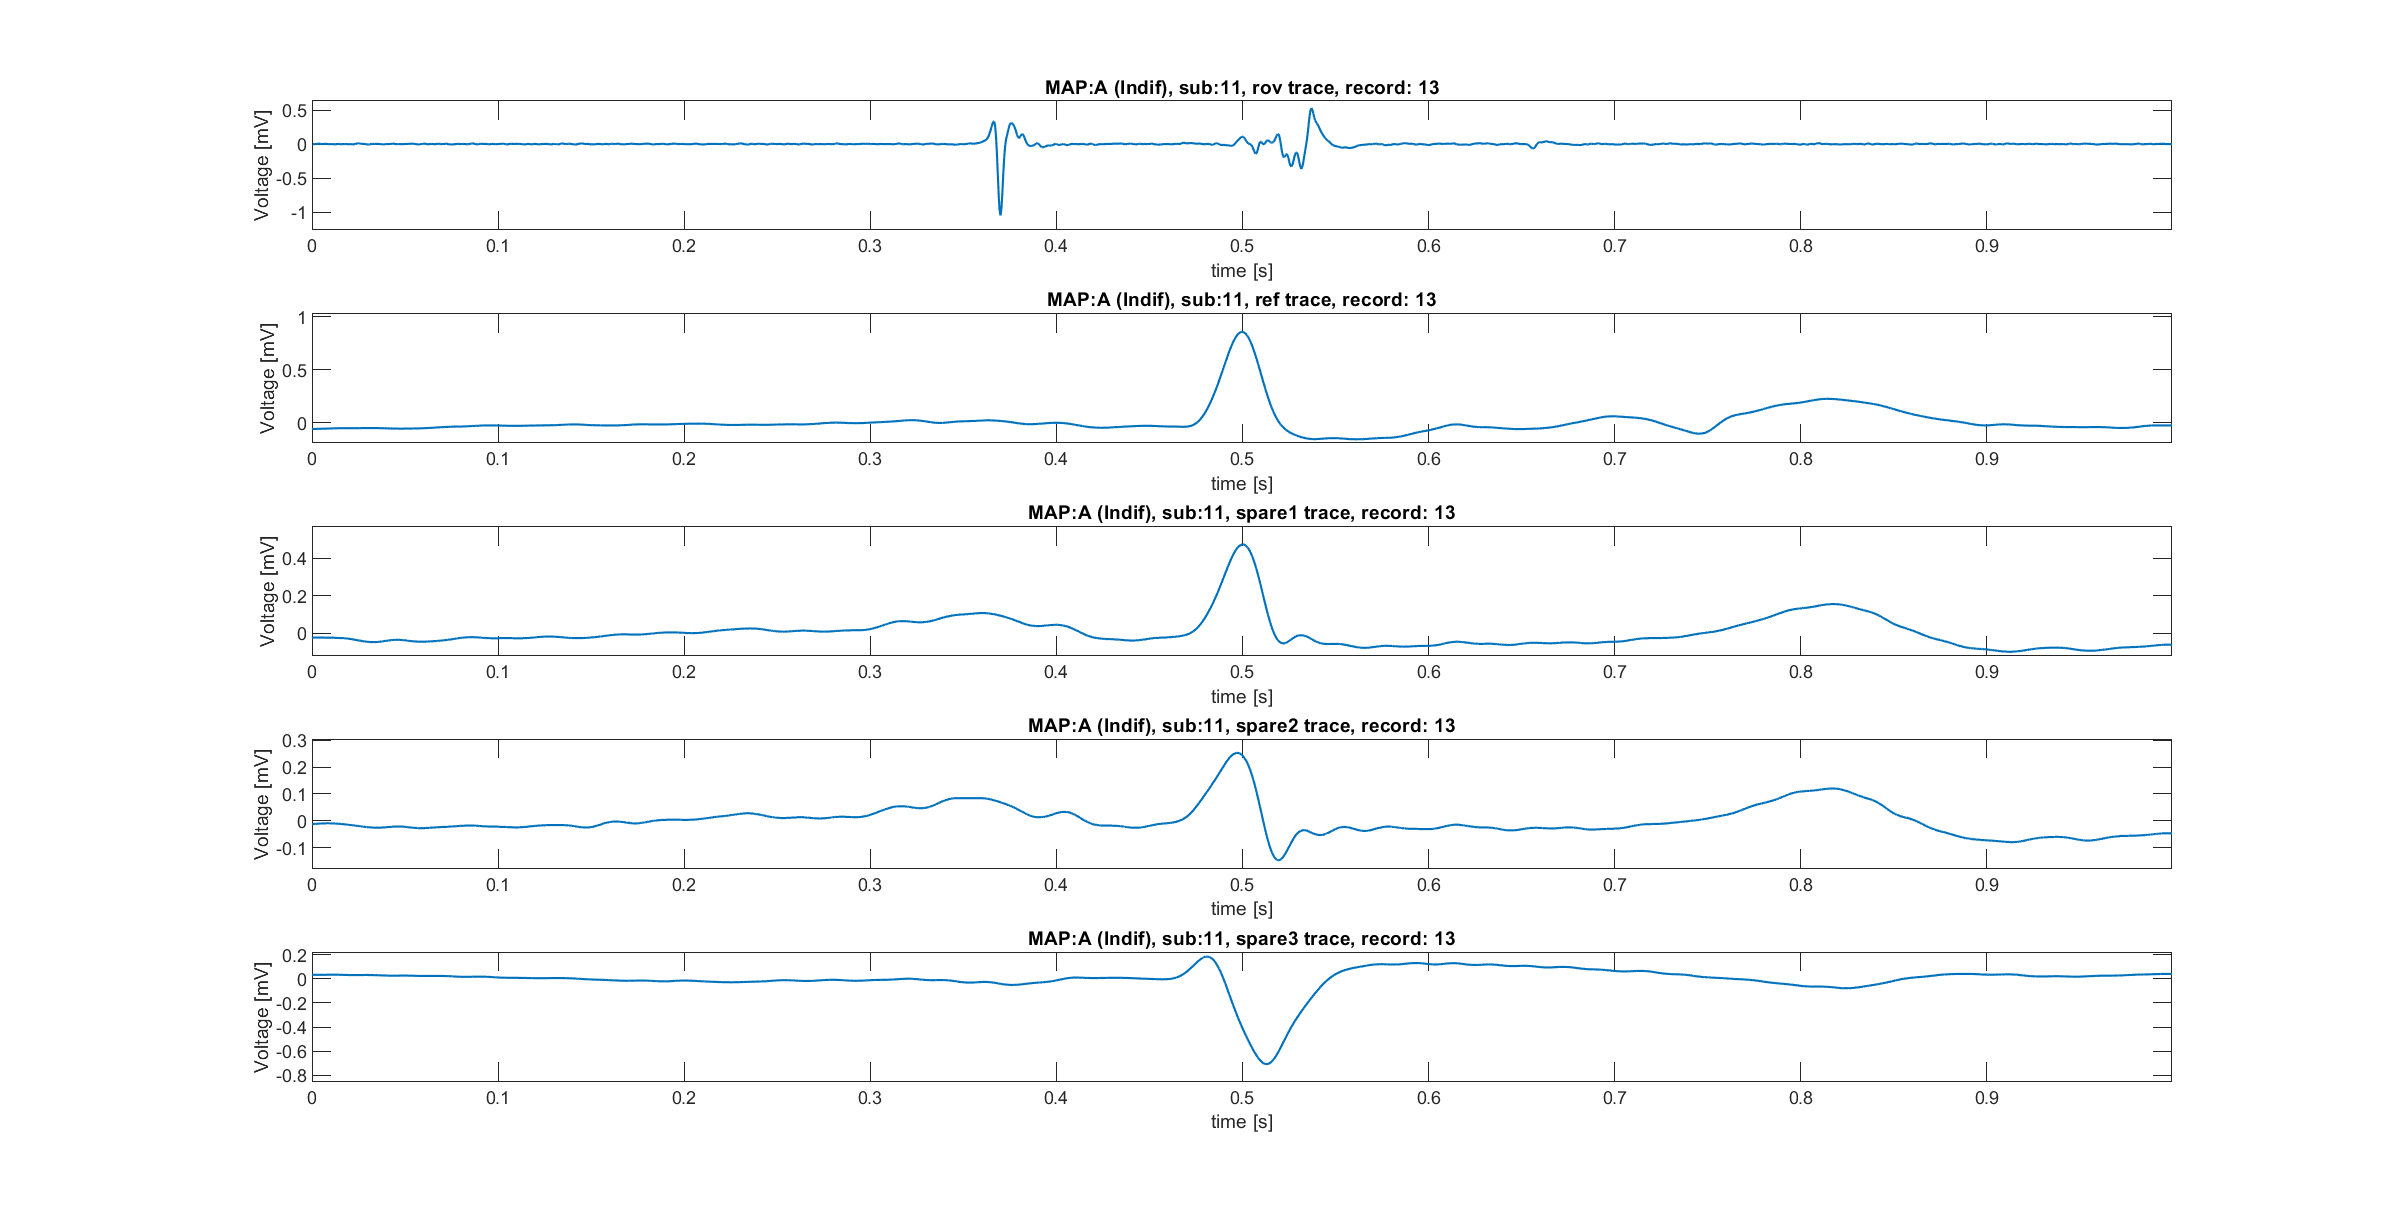 MAP:A (Indif), sub:11, rov trace, record: 13
Voltage [mV]
0.5
0
-0.5
-1
0 0.1 0.2 0.3 0.4 0.5 0.6 0.7 0.8 0.9
time [s]
MAP:A (Indif), sub:11, ref trace, record: 13
Voltage [mV]
1
0.5
0
0 0.1 0.2 0.3 0.4 0.5 0.6 0.7 0.8 0.9
time [s]
MAP:A (Indif), sub:11, spare1 trace, record: 13
Voltage [mV]
0.4
0.2
0
0 0.1 0.2 0.3 0.4 0.5 0.6 0.7 0.8 0.9
time [s]
MAP:A (Indif), sub:11, spare2 trace, record: 13
Voltage [mV]
0.3
0.2
0.1
0
-0.1
0 0.1 0.2 0.3 0.4 0.5 0.6 0.7 0.8 0.9
time [s]
MAP:A (Indif), sub:11, spare3 trace, record: 13
Voltage [mV]
0.2
0
-0.2
-0.4
-0.6
-0.8
0 0.1 0.2 0.3 0.4 0.5 0.6 0.7 0.8 0.9
time [s]